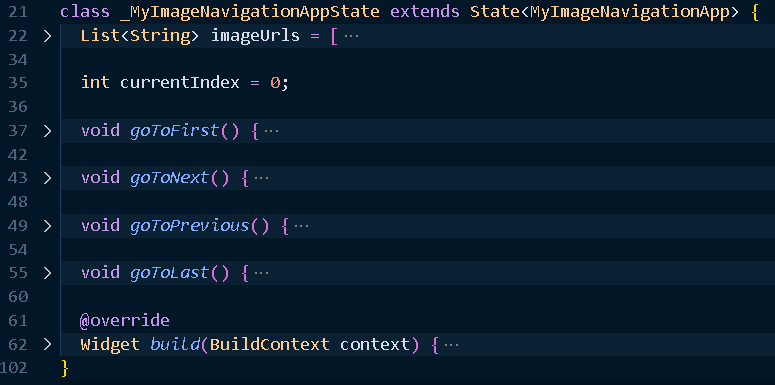 21 class _MyImageNavigationAppState extends State<MyImageNavigationApp> {
22 > List<String> imageUrls = [ ···
34
35 int currentIndex = 0;
36
37 > void goToFirst() { ···
42
43 > void goToNext() { ···
48
49 > void goToPrevious() { ···
54
55 > void goToLast() { ···
60
61 @override
62 > Widget build(BuildContext context) { ···
102 }